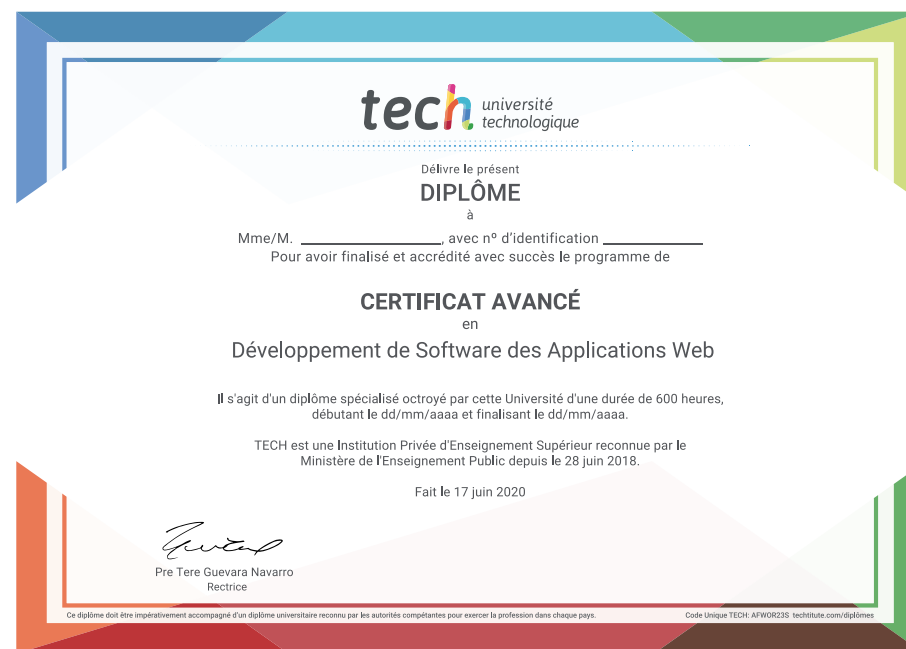 tech université
technologique
Délivre le présent
DIPLÔME
à
Mme/M. ____________________, avec nº d'identification ______________
Pour avoir finalisé et accrédité avec succès le programme de
CERTIFICAT AVANCÉ
en
Développement de Software des Applications Web
Il s'agit d'un diplôme spécialisé octroyé par cette Université d'une durée de 600 heures,
débutant le dd/mm/aaaa et finalisant le dd/mm/aaaa.
TECH est une Institution Privée d'Enseignement Supérieur reconnue par le
Ministère de l'Enseignement Public depuis le 28 juin 2018.
Fait le 17 juin 2020
Pre Tere Guevara Navarro
Rectrice
Ce diplôme doit être impérativement accompagné d'un diplôme universitaire reconnu par les autorités compétantes pour exercer la profession dans chaque pays. Code Unique TECH: AFWOR23S techtitute.com/diplômes